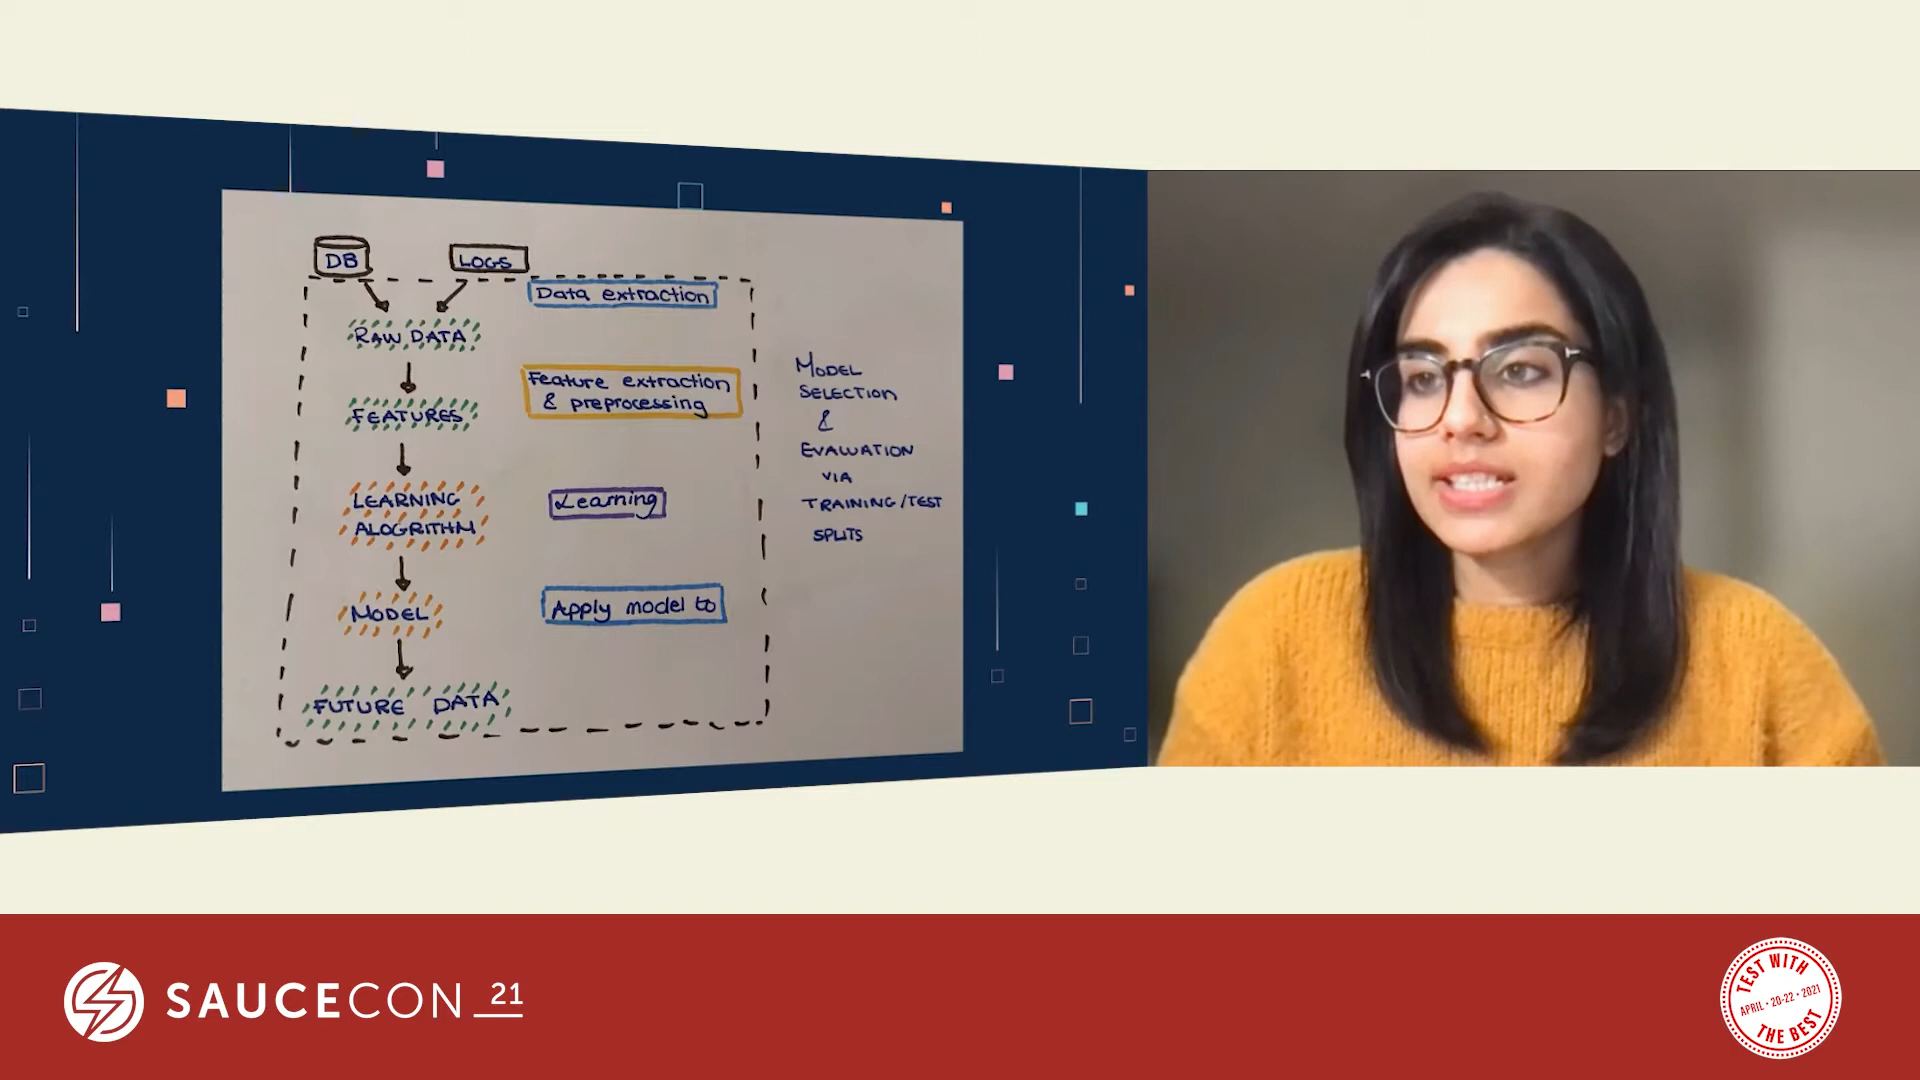 DB
LOGS
Data extraction
RAW DATA
Feature extraction
& preprocessing
FEATURES
LEARNING
ALOGRITHM
Learning
MODEL
Apply model to
FUTURE DATA
MODEL
SELECTION
&
EVALUATION
VIA
TRAINING/TEST
SPLITS
SAUCECON 21
TEST WITH
APRIL • 20-22 • 2021
THE BEST